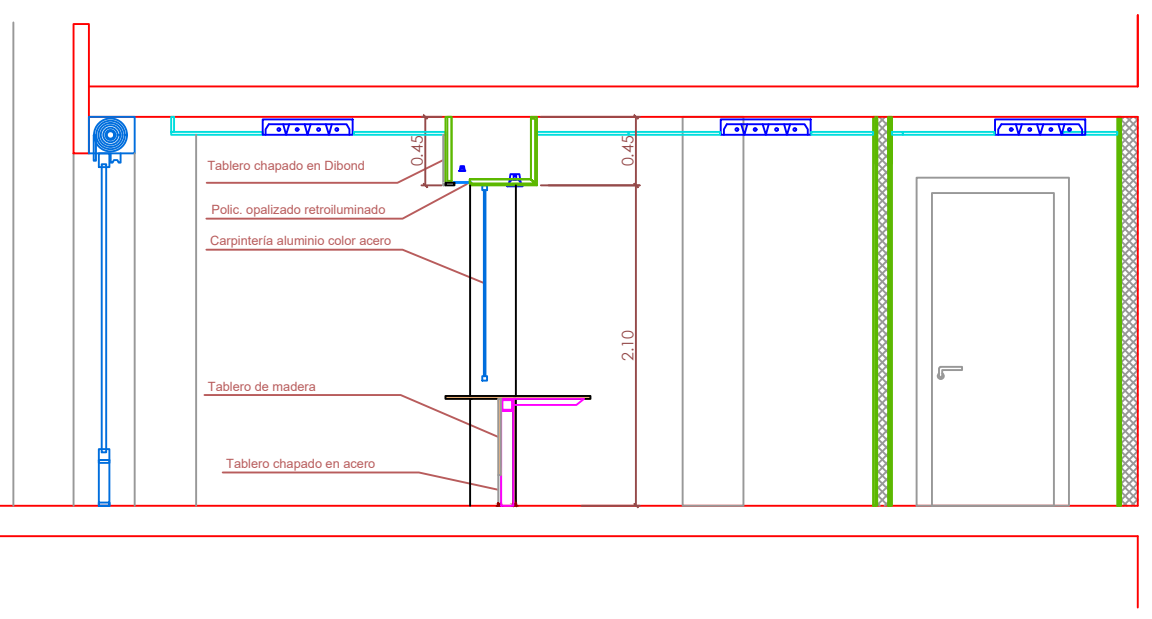 0.45
0.45
Tablero chapado en Dibond
Polic. opalizado retroiluminado
Carpintería aluminio color acero
2.10
Tablero de madera
Tablero chapado en acero